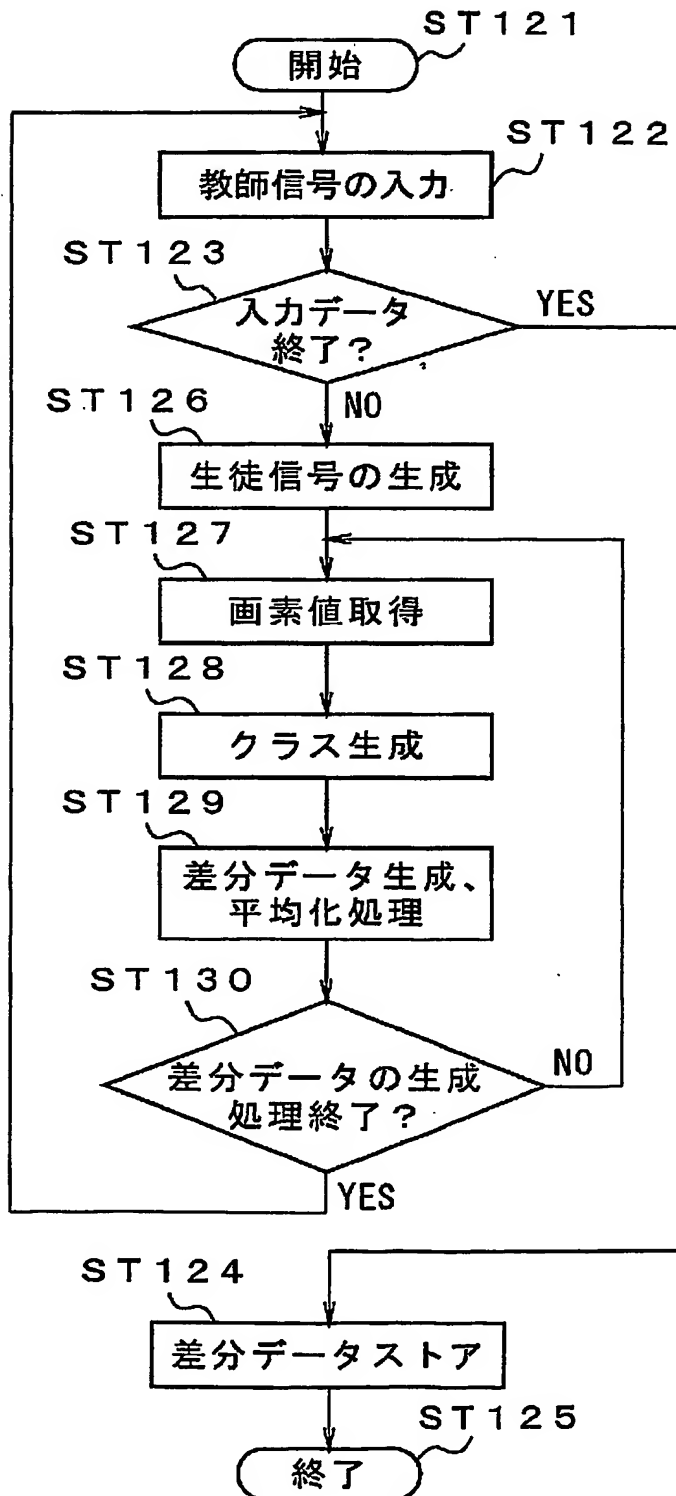 ST121
開始
ST122
教師信号の入力
ST123
入力データ
終了?
YES
NO
ST126
生徒信号の生成
ST127
画素値取得
ST128
クラス生成
ST129
差分データ生成、
平均化処理
ST130
差分データの生成
処理終了?
NO
YES
ST124
差分データストア
ST125
終了